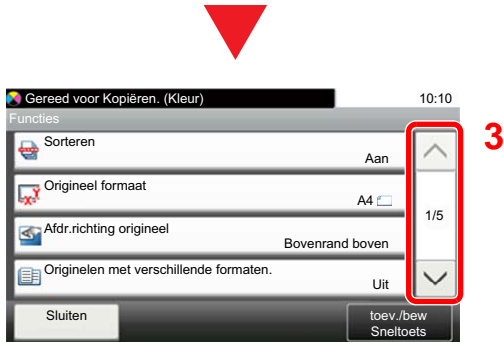 Gereed voor Kopiëren. (Kleur) 10:10
Functies
Sorteren
Aan
Origineel formaat
A4
Afdr.richting origineel
Bovenrand boven
Originelen met verschillende formaten.
Uit
1/5
3
Sluiten
toev./bew
Sneltoets